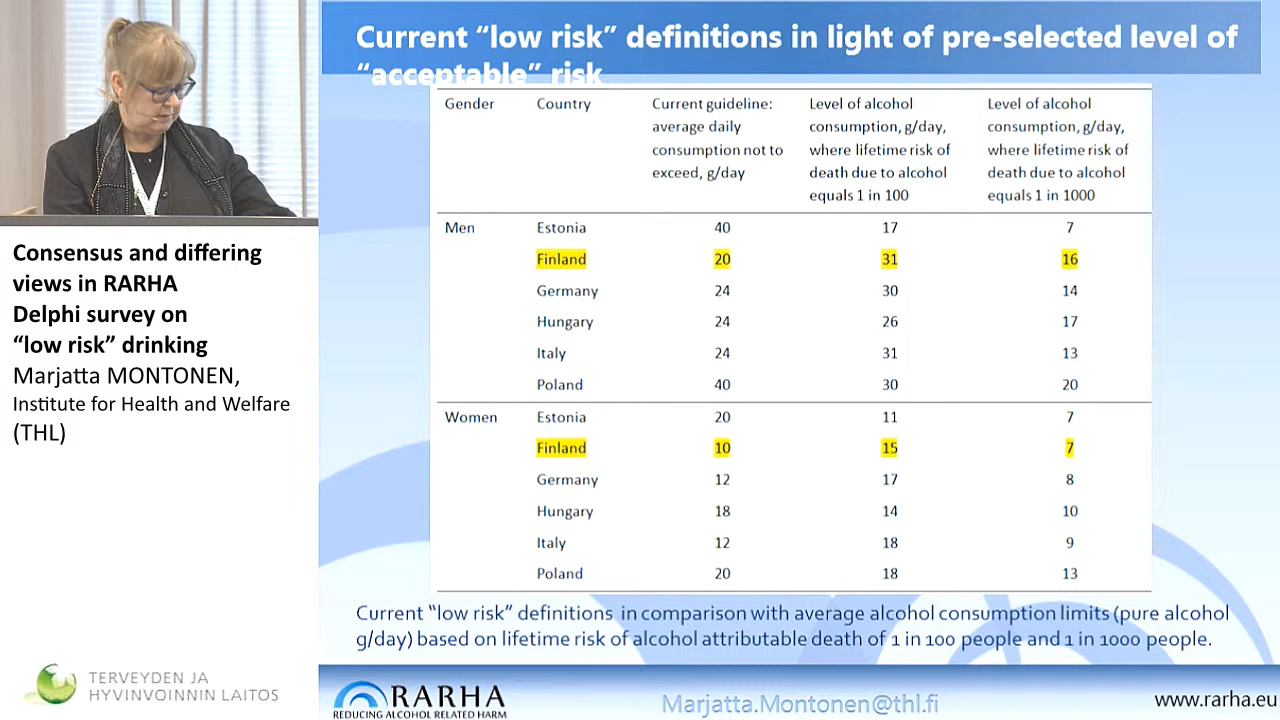 Current “low risk” definitions in light of pre-selected level of
“acceptable” risk
Gender Country Current guideline: average daily consumption not to exceed, g/day Level of alcohol consumption, g/day, where lifetime risk of death due to alcohol equals 1 in 100 Level of alcohol consumption, g/day, where lifetime risk of death due to alcohol equals 1 in 1000
Men Estonia 40 17 7
Finland 20 31 16
Germany 24 30 14
Hungary 24 26 17
Italy 24 31 13
Poland 40 30 20
Women Estonia 20 11 7
Finland 10 15 7
Germany 12 17 8
Hungary 18 14 10
Italy 12 18 9
Poland 20 18 13
Current “low risk” definitions in comparison with average alcohol consumption limits (pure alcohol
g/day) based on lifetime risk of alcohol attributable death of 1 in 100 people and 1 in 1000 people.
Consensus and differing
views in RARHA
Delphi survey on
“low risk” drinking
Marjatta MONTONEN,
Institute for Health and Welfare
(THL)
TERVEYDEN JA
HYVINVOINNIN LAITOS
RARHA
REDUCING ALCOHOL RELATED HARM
Marjatta.Montonen@thl.fi
www.rarha.eu